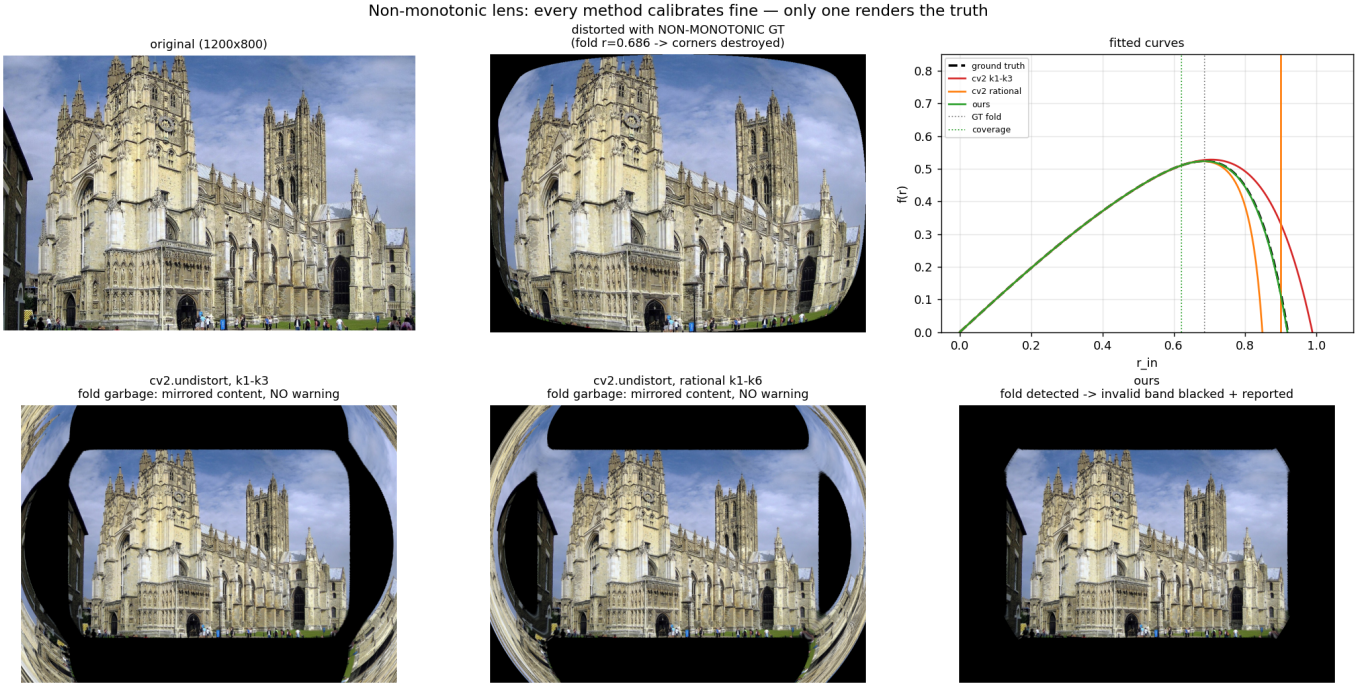 Non-monotonic lens: every method calibrates fine — only one renders the truth
original (1200x800)
distorted with NON-MONOTONIC GT
(fold r=0.686 -> corners destroyed)
fitted curves
0.8
0.7
0.6
0.5
0.4
0.3
0.2
0.1
0.0
f(r)
ground truth
cv2 k1-k3
cv2 rational
ours
GT fold
coverage
0.0 0.2 0.4 0.6 0.8 1.0
r_in
cv2.undistort, k1-k3
fold garbage: mirrored content, NO warning
cv2.undistort, rational k1-k6
fold garbage: mirrored content, NO warning
ours
fold detected -> invalid band blacked + reported